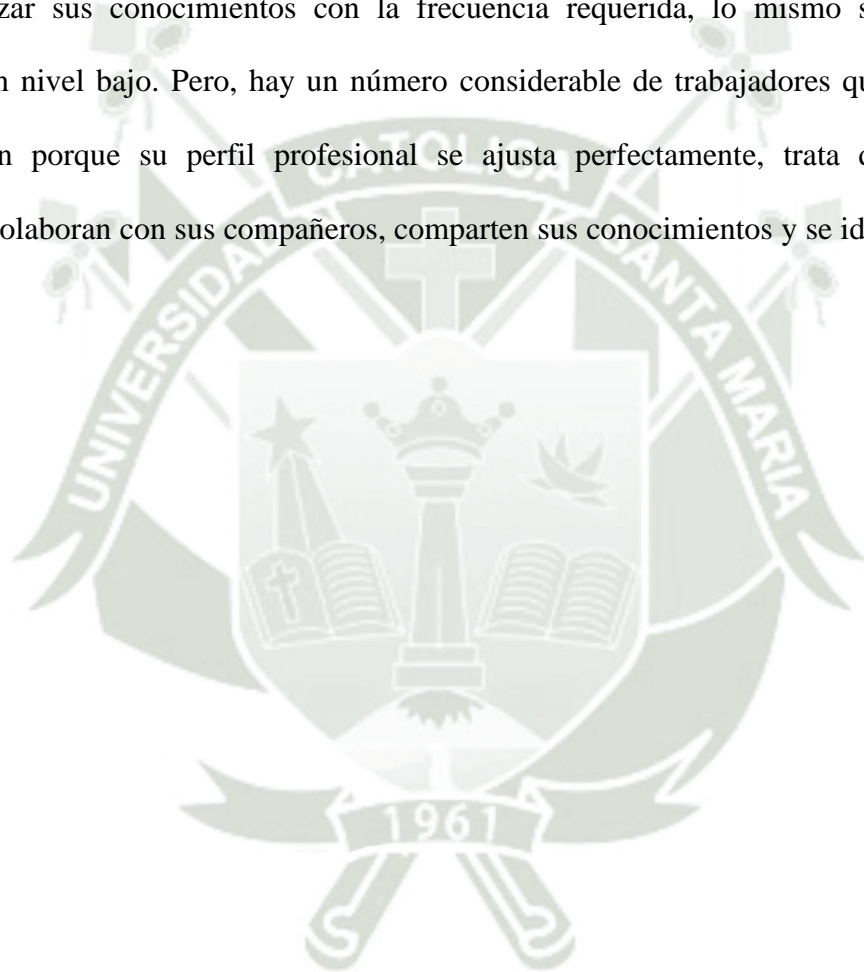 zar sus conocimientos con la frecuencia requerida, lo mismo s
n nivel bajo. Pero, hay un número considerable de trabajadores qu
n porque su perfil profesional se ajusta perfectamente, trata
olaboran con sus compañeros, comparten sus conocimientos y se id
UNIVERSIDAD CATOLICA SANTA MARIA
1961